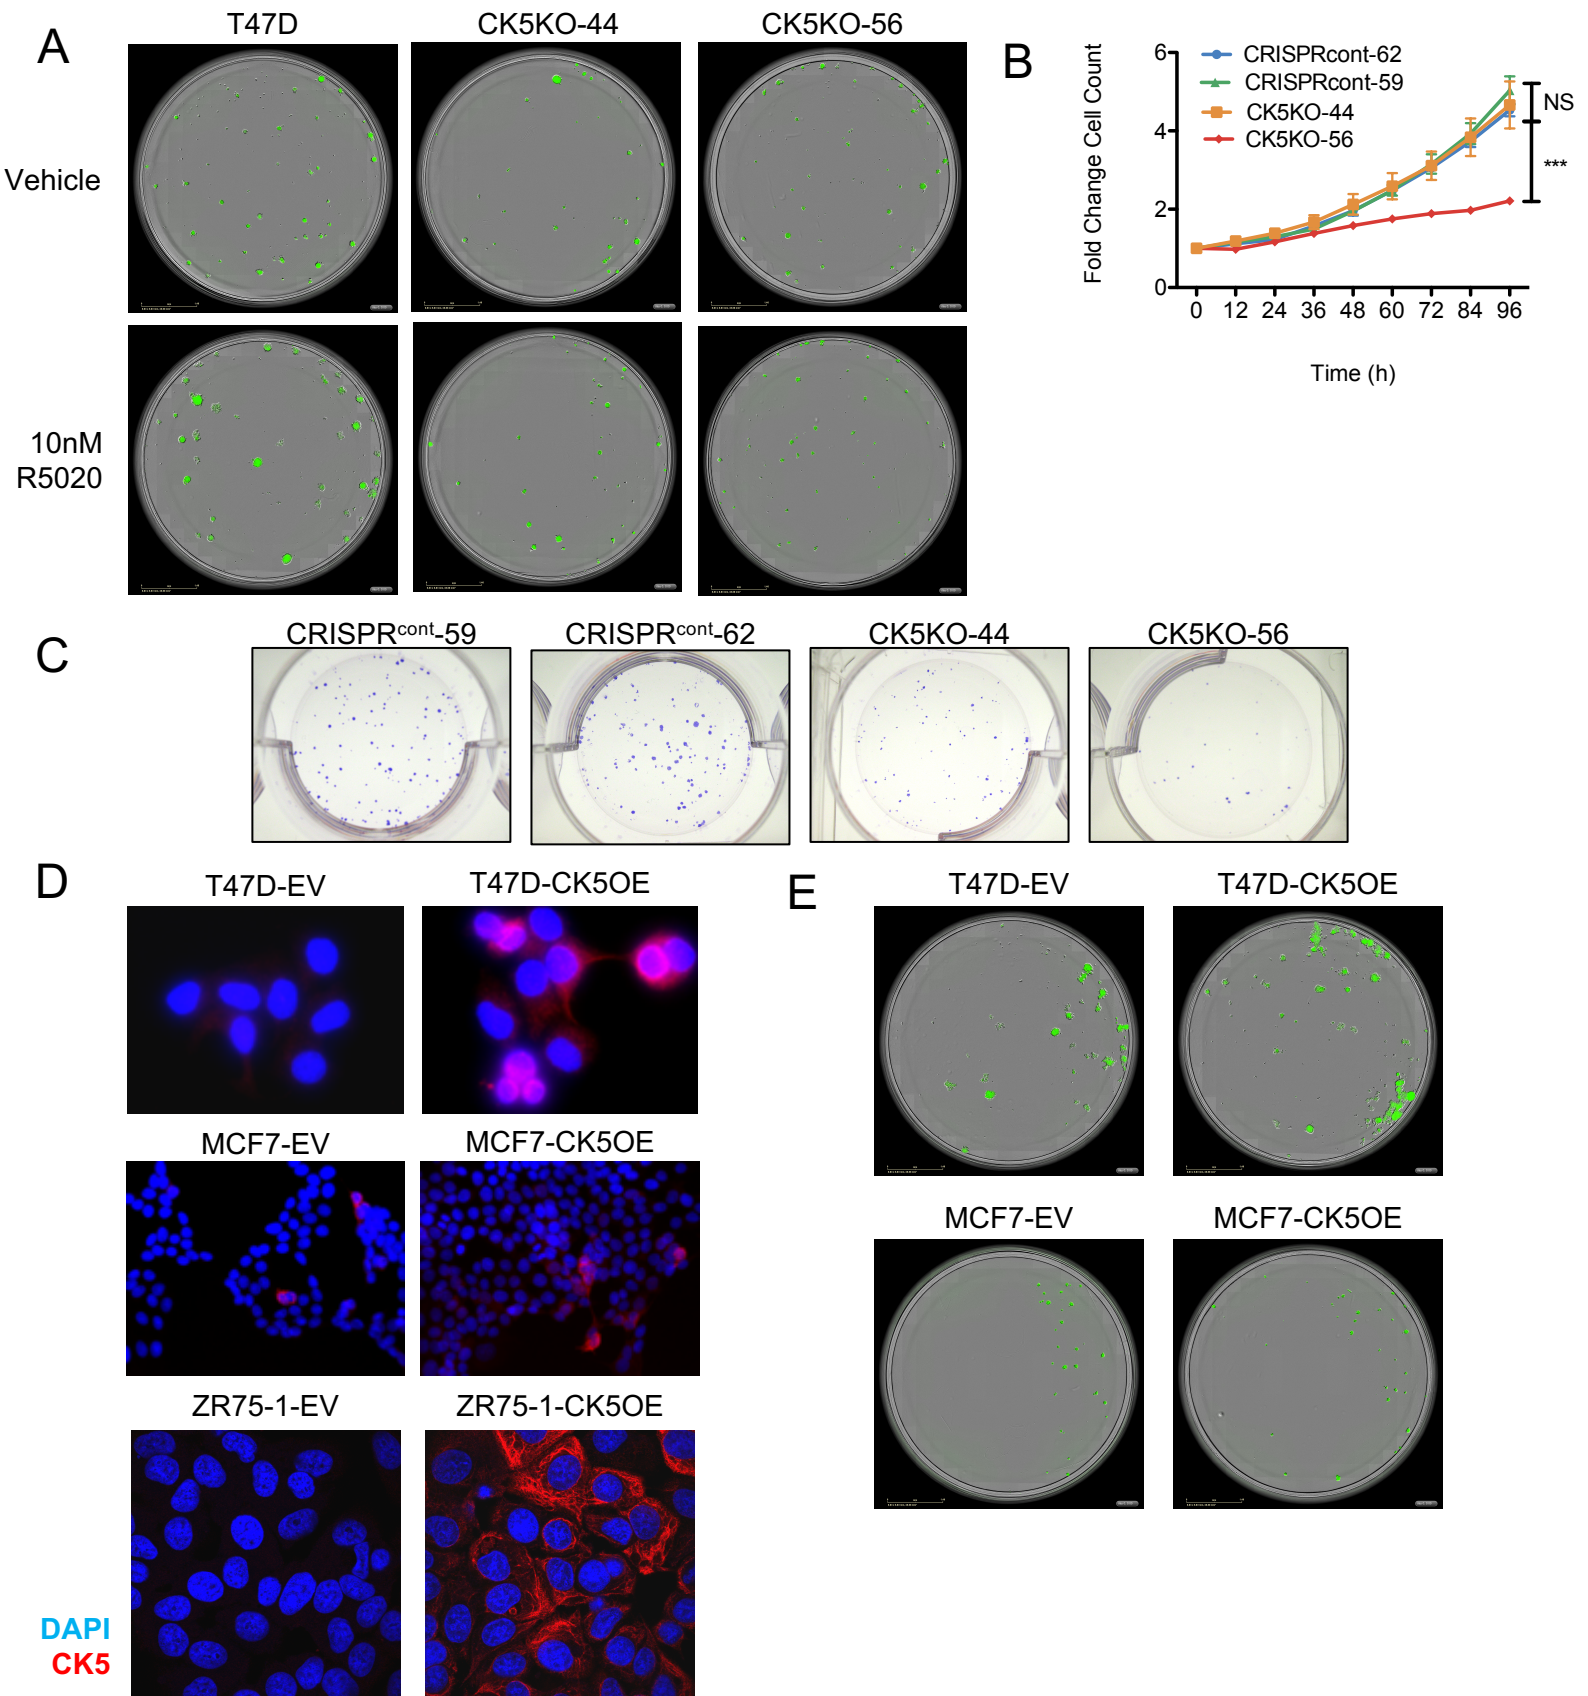 A
T47D
CK5KO-44
CK5KO-56
Vehicle
10nM
R5020
B
Fold Change Cell Count
6
4
2
0
CRISPRcont-62
CRISPRcont-59
CK5KO-44
CK5KO-56
NS
***
0 12 24 36 48 60 72 84 96
Time (h)
C
CRISPRcont-59
CRISPRcont-62
CK5KO-44
CK5KO-56
D
T47D-EV
T47D-CK5OE
MCF7-EV
MCF7-CK5OE
ZR75-1-EV
ZR75-1-CK5OE
DAPI
CK5
E
T47D-EV
T47D-CK5OE
MCF7-EV
MCF7-CK5OE